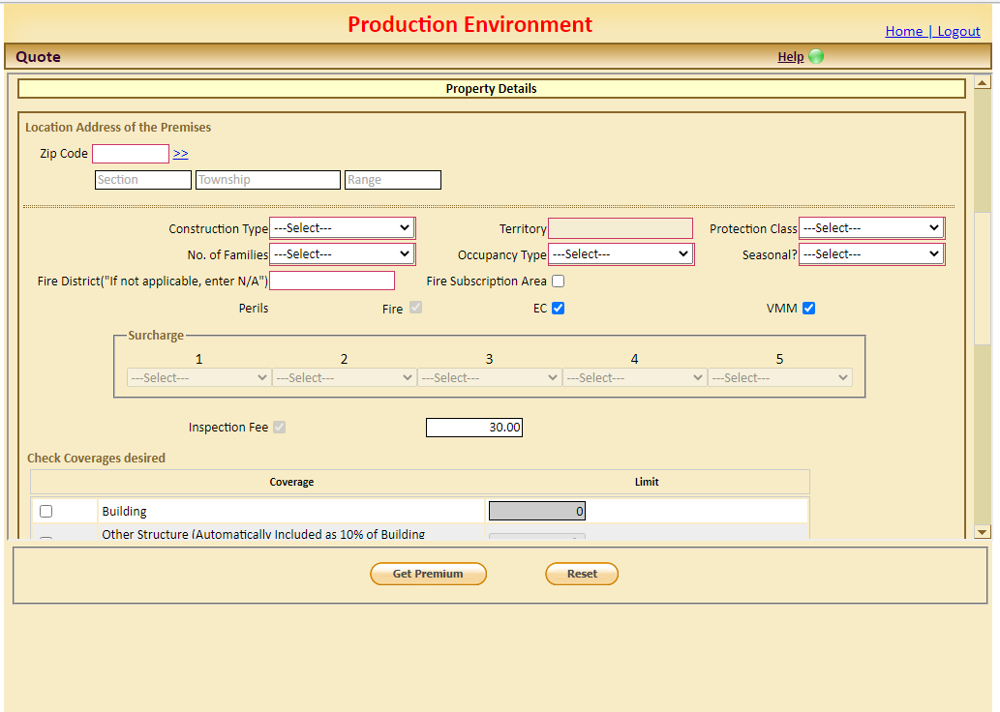 Production Environment
Home | Logout
Quote
Help
Property Details
Location Address of the Premises
Zip Code >>
Section Township Range
Construction Type ---Select--- Territory Protection Class ---Select---
No. of Families ---Select--- Occupancy Type ---Select--- Seasonal? ---Select---
Fire District("If not applicable, enter N/A") Fire Subscription Area
Perils Fire EC VMM
Surcharge
1 2 3 4 5
---Select--- ---Select--- ---Select--- ---Select--- ---Select---
Inspection Fee 30.00
Check Coverages desired
Coverage Limit
Building 0
Other Structure (Automatically Included as 10% of Building
Get Premium Reset